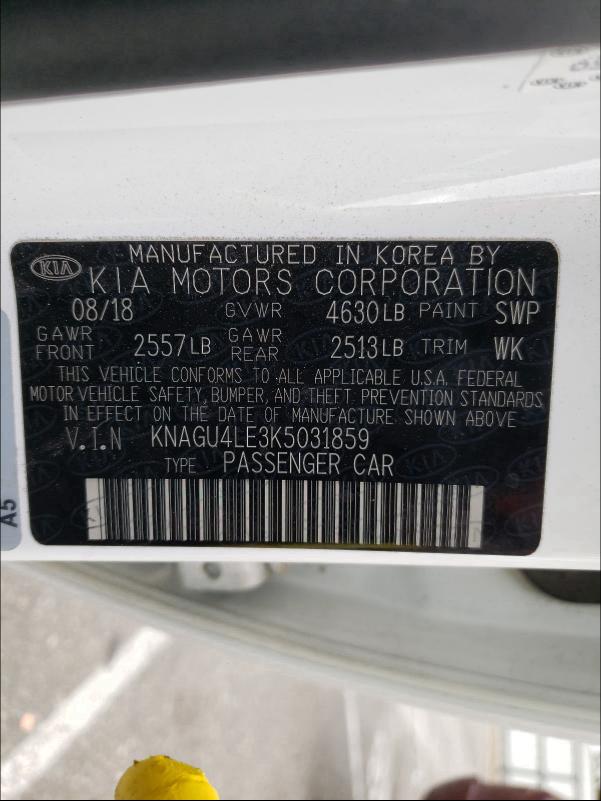 MANUFACTURED IN KOREA BY
KIA KIA MOTORS CORPORATION
08/18 GVWR 4630LB PAINT SWP
GAWR FRONT 2557LB GAWR REAR 2513LB TRIM WK
THIS VEHICLE CONFORMS TO ALL APPLICABLE U.S.A. FEDERAL
MOTOR VEHICLE SAFETY, BUMPER, AND THEFT PREVENTION STANDARDS
IN EFFECT ON THE DATE OF MANUFACTURE SHOWN ABOVE
V.I.N KNAGU4LE3K5031859
TYPE PASSENGER CAR
A5